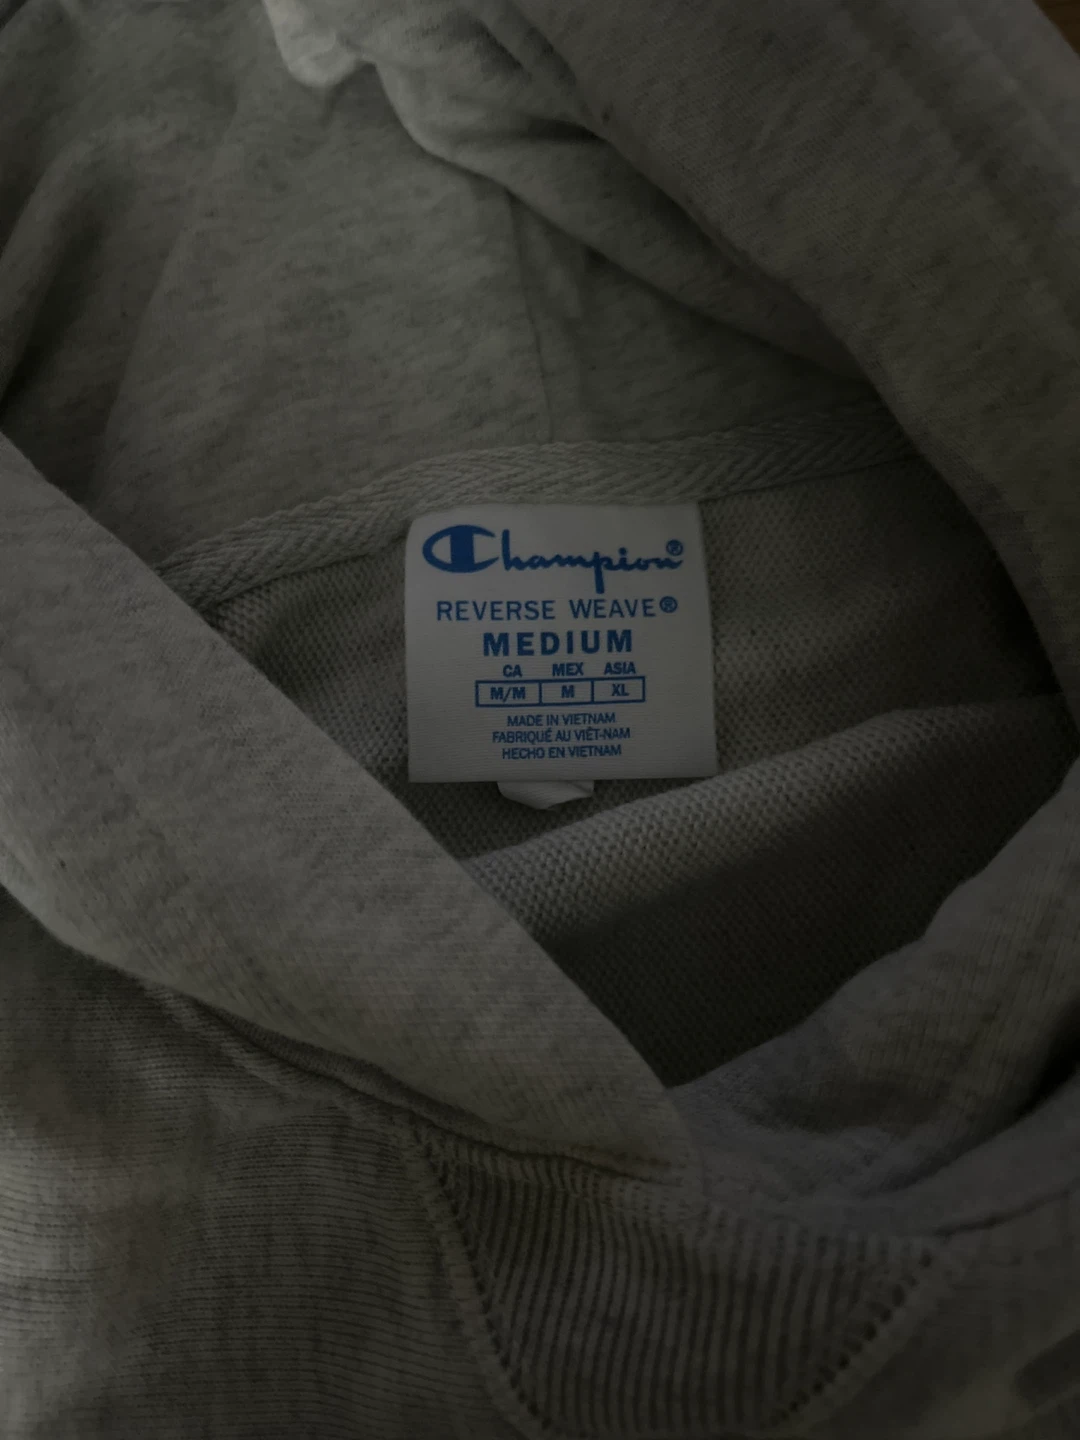 Champion®
REVERSE WEAVE®
MEDIUM
CA MEX ASIA
M/M M XL
MADE IN VIETNAM
FABRIQUÉ AU VIÊT-NAM
HECHO EN VIETNAM